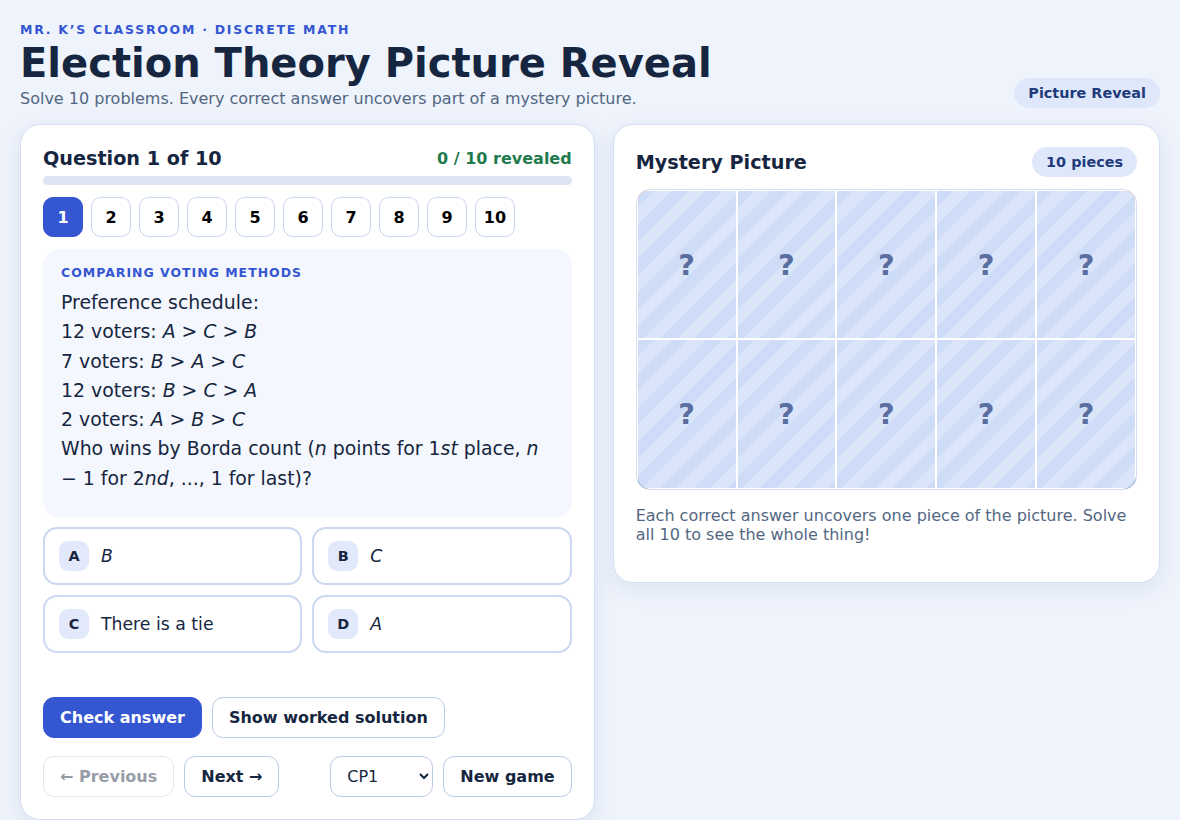 MR. K’S CLASSROOM · DISCRETE MATH
Election Theory Picture Reveal
Solve 10 problems. Every correct answer uncovers part of a mystery picture.
Picture Reveal
Question 1 of 10
0 / 10 revealed
1 2 3 4 5 6 7 8 9 10
COMPARING VOTING METHODS
Preference schedule:
12 voters: A > C > B
7 voters: B > A > C
12 voters: B > C > A
2 voters: A > B > C
Who wins by Borda count (n points for 1st place, n
− 1 for 2nd, ..., 1 for last)?
A B
B C
C There is a tie
D A
Check answer
Show worked solution
← Previous
Next →
CP1
New game
Mystery Picture
10 pieces
? ? ? ? ?
? ? ? ? ?
Each correct answer uncovers one piece of the picture. Solve
all 10 to see the whole thing!